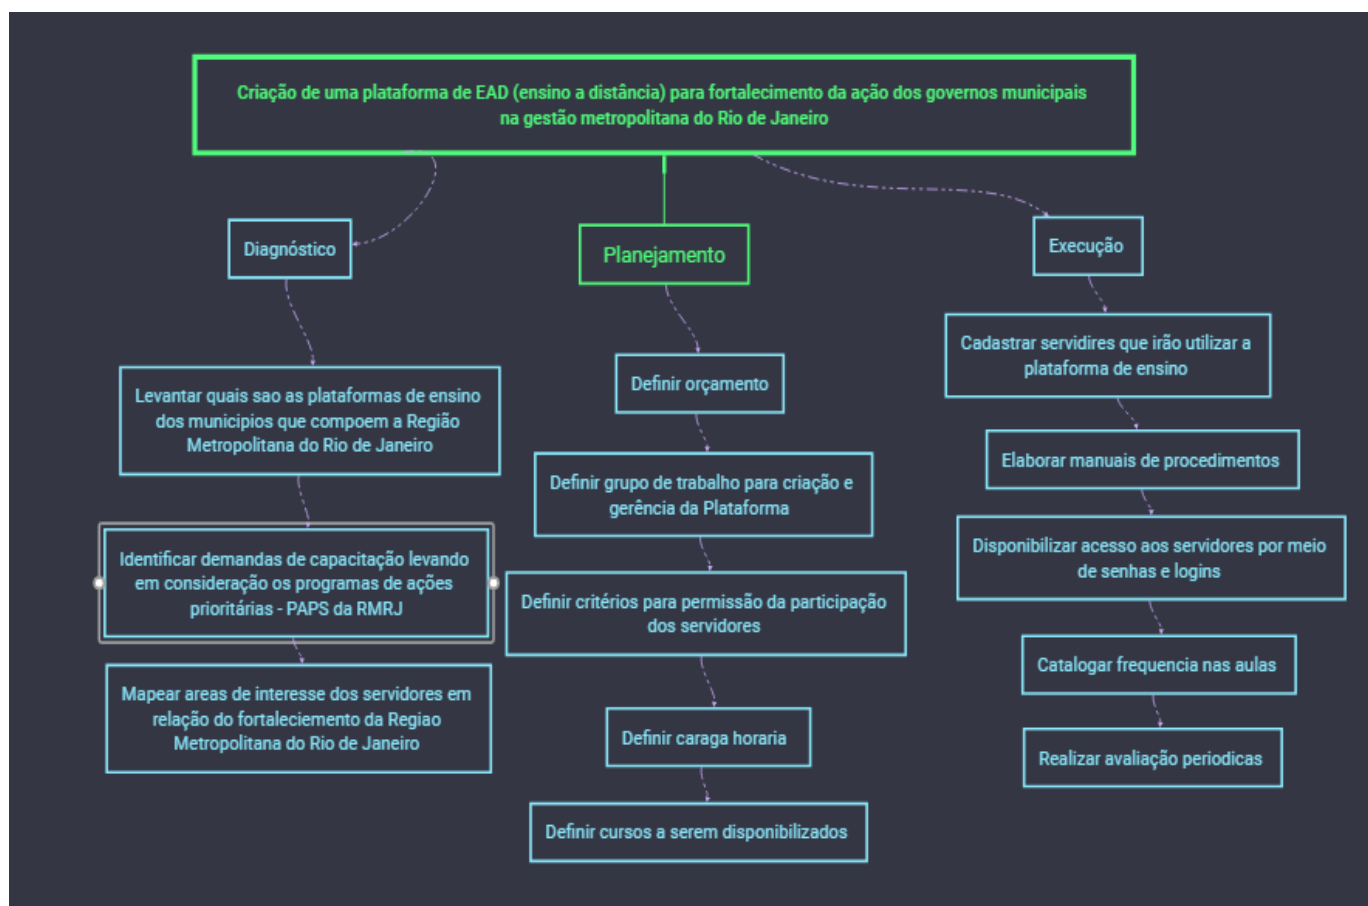 Criação de uma plataforma de EAD (ensino a distância) para fortalecimento da ação dos governos municipais
na gestão metropolitana do Rio de Janeiro
Diagnóstico
Levantar quais sao as plataformas de ensino
dos municipios que compoem a Região
Metropolitana do Rio de Janeiro
Identificar demandas de capacitação levando
em consideração os programas de ações
prioritárias - PAPS da RMRJ
Mapear areas de interesse dos servidores em
relação do fortaleciemento da Regiao
Metropolitana do Rio de Janeiro
Planejamento
Definir orçamento
Definir grupo de trabalho para criação e
gerência da Plataforma
Definir critérios para permissão da participação
dos servidores
Definir caraga horaria
Definir cursos a serem disponibilizados
Execução
Cadastrar servidires que irão utilizar a
plataforma de ensino
Elaborar manuais de procedimentos
Disponibilizar acesso aos servidores por meio
de senhas e logins
Catalogar frequencia nas aulas
Realizar avaliação periodicas